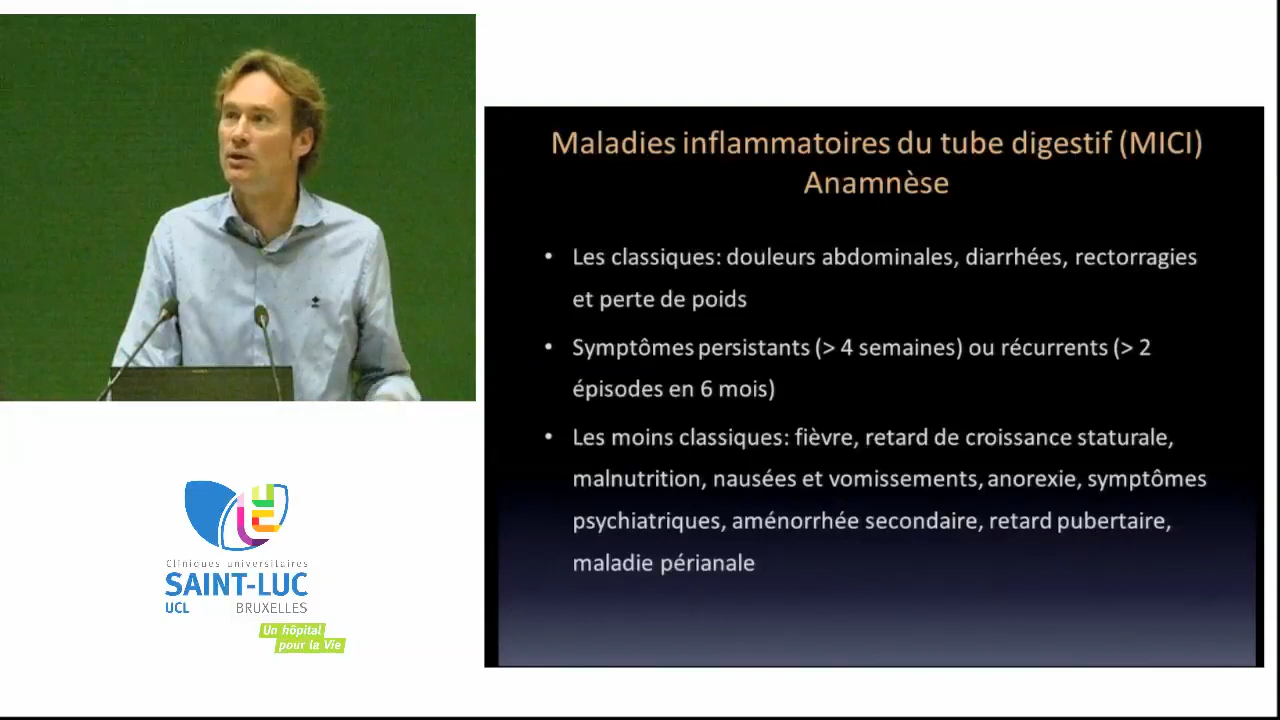 Maladies inflammatoires du tube digestif (MICI)
Anamnèse
• Les classiques: douleurs abdominales, diarrhées, rectorragies
et perte de poids
• Symptômes persistants (> 4 semaines) ou récurrents (> 2
épisodes en 6 mois)
• Les moins classiques: fièvre, retard de croissance staturale,
malnutrition, nausées et vomissements, anorexie, symptômes
psychiatriques, aménorrhée secondaire, retard pubertaire,
maladie périanale
Cliniques universitaires
SAINT-LUC
UCL BRUXELLES
Un hôpital
pour la Vie